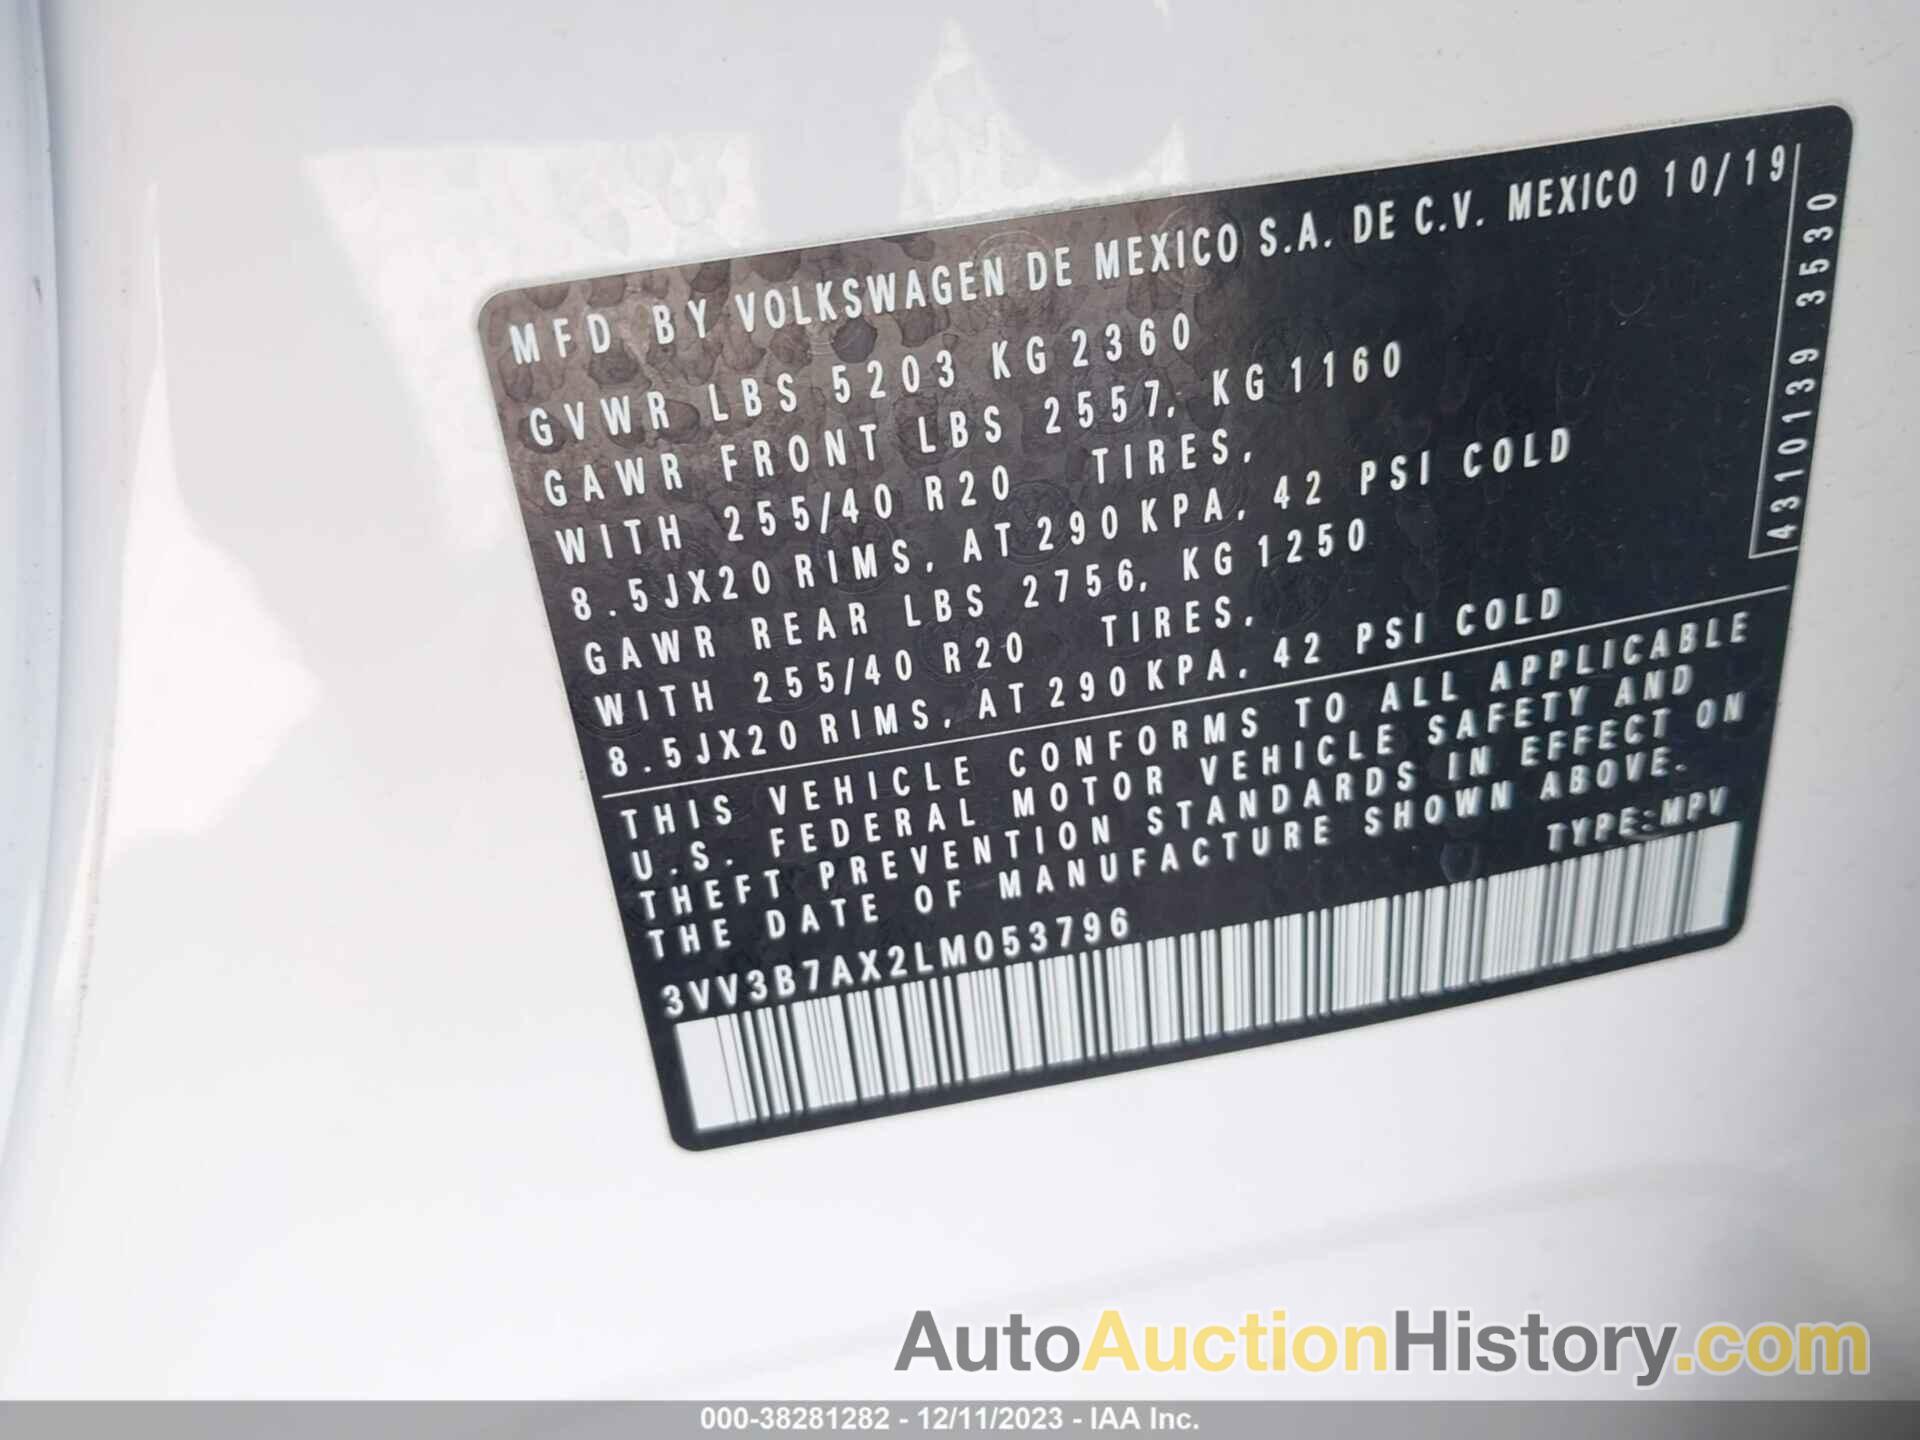 MFD BY VOLKSWAGEN DE MEXICO S.A. DE C.V. MEXICO 10/19
GVWR LBS 5203 KG 2360
GAWR FRONT LBS 2557, KG 1160
WITH 255/40 R20 TIRES,
8.5JX20 RIMS, AT 290 KPA, 42 PSI COLD
GAWR REAR LBS 2756, KG 1250
WITH 255/40 R20 TIRES,
8.5JX20 RIMS, AT 290 KPA, 42 PSI COLD
4310139 3530
THIS VEHICLE CONFORMS TO ALL APPLICABLE
U.S. FEDERAL MOTOR VEHICLE SAFETY AND
THEFT PREVENTION STANDARDS IN EFFECT ON
THE DATE OF MANUFACTURE SHOWN ABOVE.
TYPE:MPV
3VV3B7AX2LM053796
AutoAuctionHistory.com
000-38281282 - 12/11/2023 - IAA Inc.